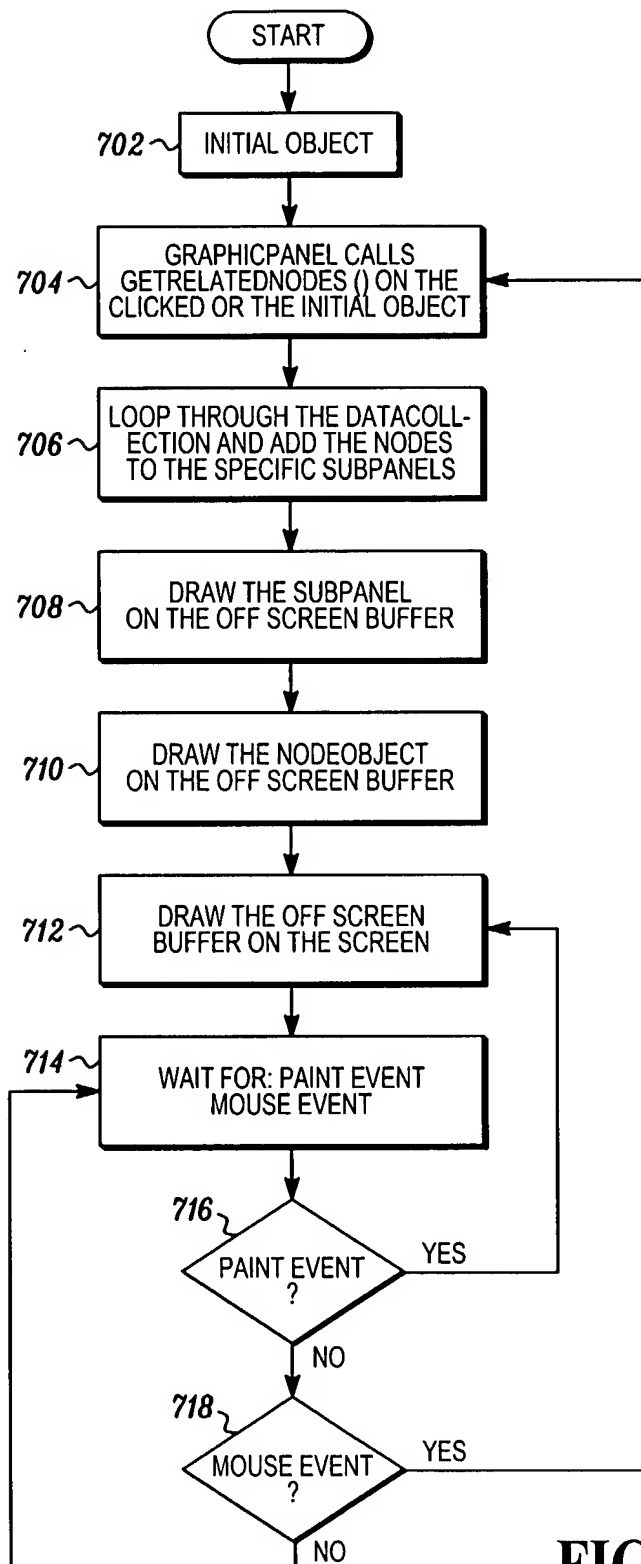 START
702
INITIAL OBJECT
704
GRAPHICPANEL CALLS
GETRELATEDNODES () ON THE
CLICKED OR THE INITIAL OBJECT
706
LOOP THROUGH THE DATACOLL-
ECTION AND ADD THE NODES
TO THE SPECIFIC SUBPANELS
708
DRAW THE SUBPANEL
ON THE OFF SCREEN BUFFER
710
DRAW THE NODEOBJECT
ON THE OFF SCREEN BUFFER
712
DRAW THE OFF SCREEN
BUFFER ON THE SCREEN
714
WAIT FOR: PAINT EVENT
MOUSE EVENT
716
PAINT EVENT
?
YES
NO
718
MOUSE EVENT
?
YES
NO
FIG